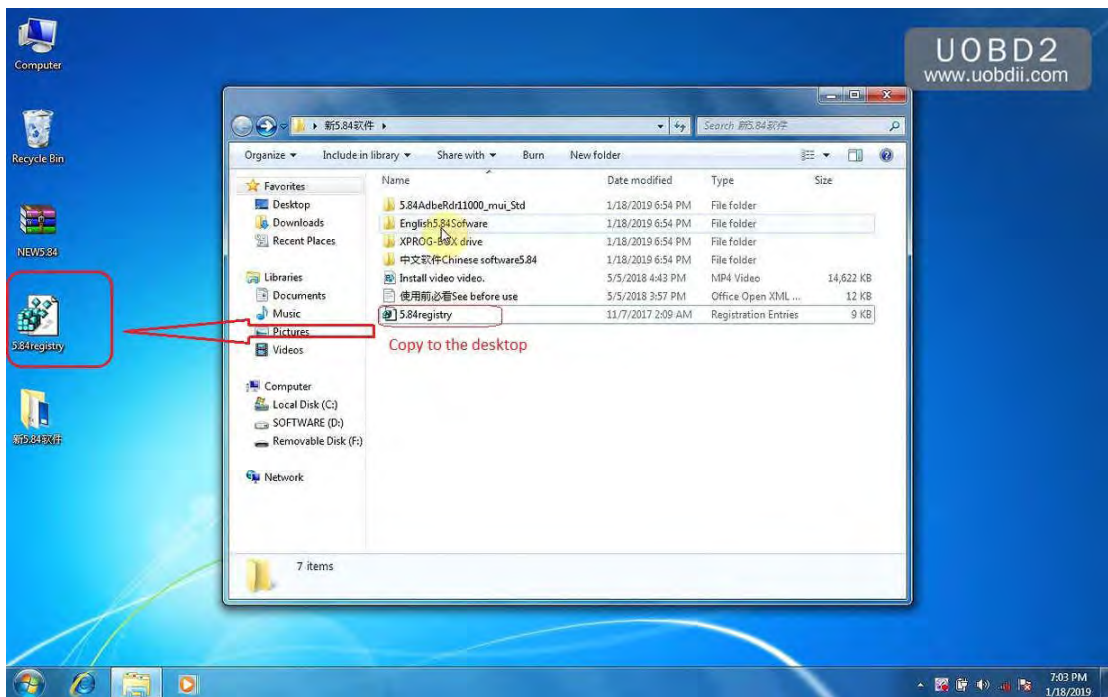 Computer
Recycle Bin
NEW5.84
5.84registry
新5.84软件
UOBD2
www.uobdii.com
新5.84软件
Search 新5.84软件
Organize Include in library Share with Burn New folder
Favorites
Desktop
Downloads
Recent Places
Libraries
Documents
Music
Pictures
Videos
Computer
Local Disk (C:)
SOFTWARE (D:)
Removable Disk (F:)
Network
Name Date modified Type Size
5.84AdbeRdr11000_mui_Std 1/18/2019 6:54 PM File folder
English5.84Sofware 1/18/2019 6:54 PM File folder
XPROG-BOX drive 1/18/2019 6:54 PM File folder
中文软件Chinese software5.84 1/18/2019 6:54 PM File folder
Install video video. 5/5/2018 4:43 PM MP4 Video 14,622 KB
使用前必看See before use 5/5/2018 3:57 PM Office Open XML ... 12 KB
5.84registry 11/7/2017 2:09 AM Registration Entries 9 KB
Copy to the desktop
7 items
7:03 PM
1/18/2019